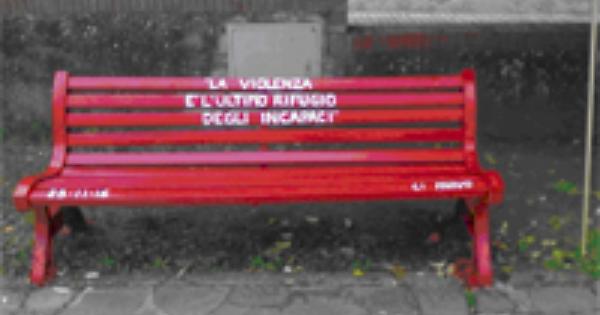 "LA VIOLENZA
E' L'ULTIMO RIFUGIO
DEGLI INCAPACI"